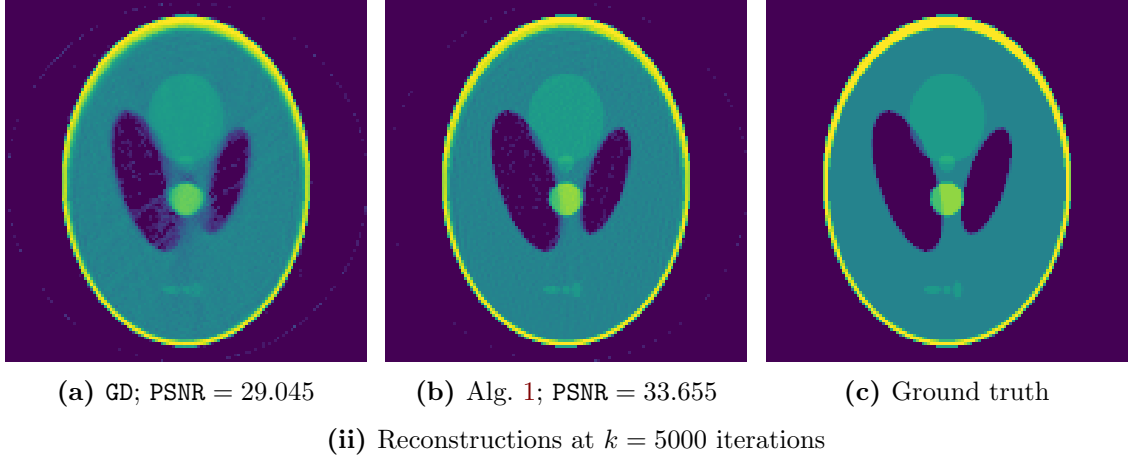 (a) GD; PSNR = 29.045
(b) Alg. 1; PSNR = 33.655
(c) Ground truth
(ii) Reconstructions at k = 5000 iterations